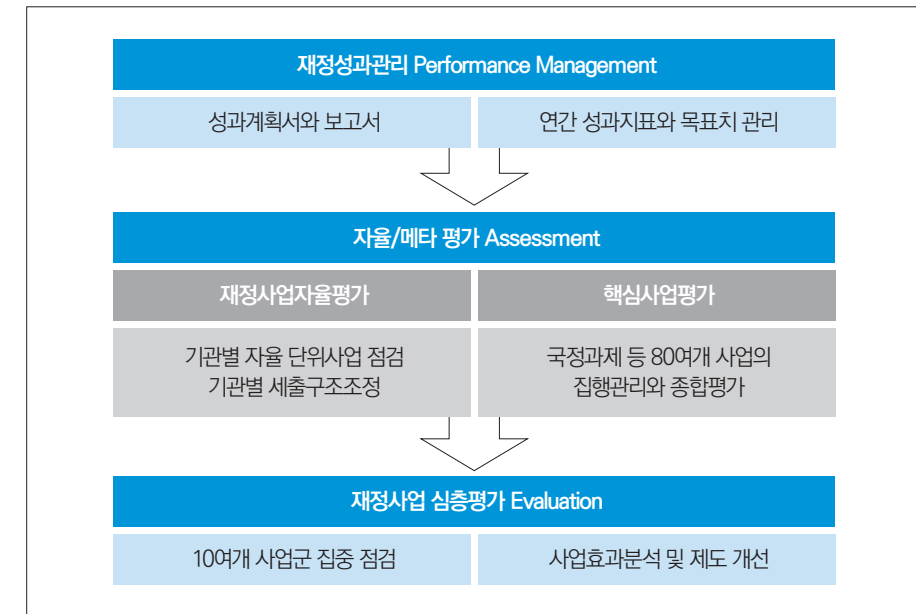 재정성과관리 Performance Management
성과계획서와 보고서
연간 성과지표와 목표치 관리
자율/메타 평가 Assessment
재정사업자율평가
핵심사업평가
기관별 자율 단위사업 점검
기관별 세출구조조정
국정과제 등 80여개 사업의
집행관리와 종합평가
재정사업 심층평가 Evaluation
10여개 사업군 집중 점검
사업효과분석 및 제도 개선